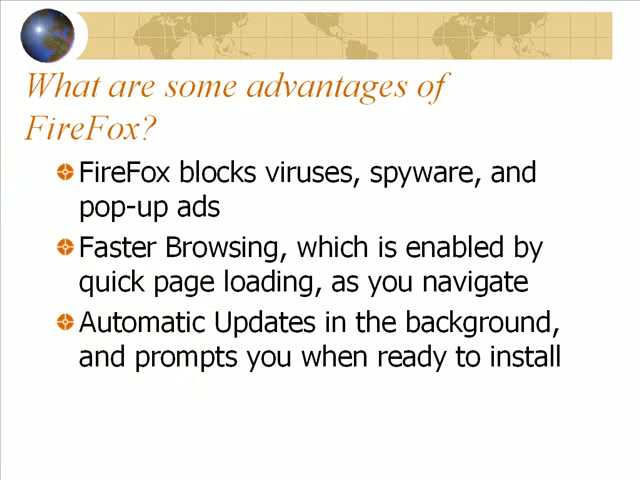 What are some advantages of
FireFox?
FireFox blocks viruses, spyware, and
pop-up ads
Faster Browsing, which is enabled by
quick page loading, as you navigate
Automatic Updates in the background,
and prompts you when ready to install